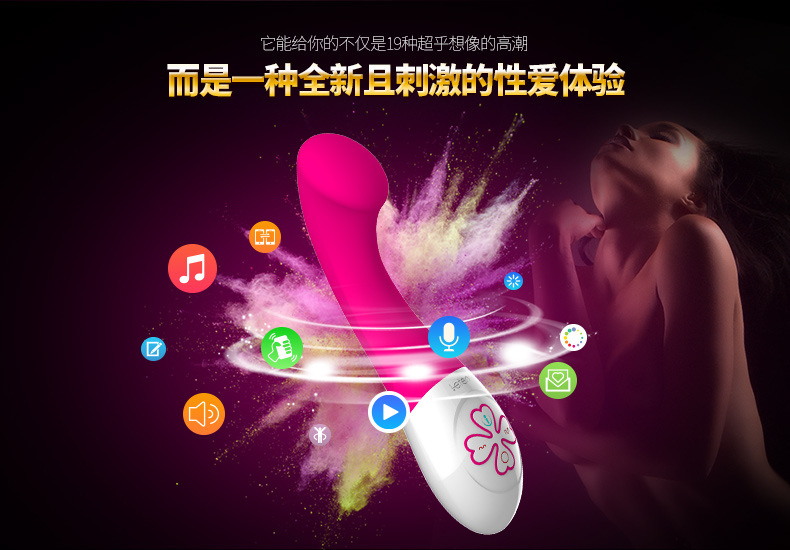 它能给你的不仅是19种超乎想像的高潮
而是一种全新且刺激的性爱体验